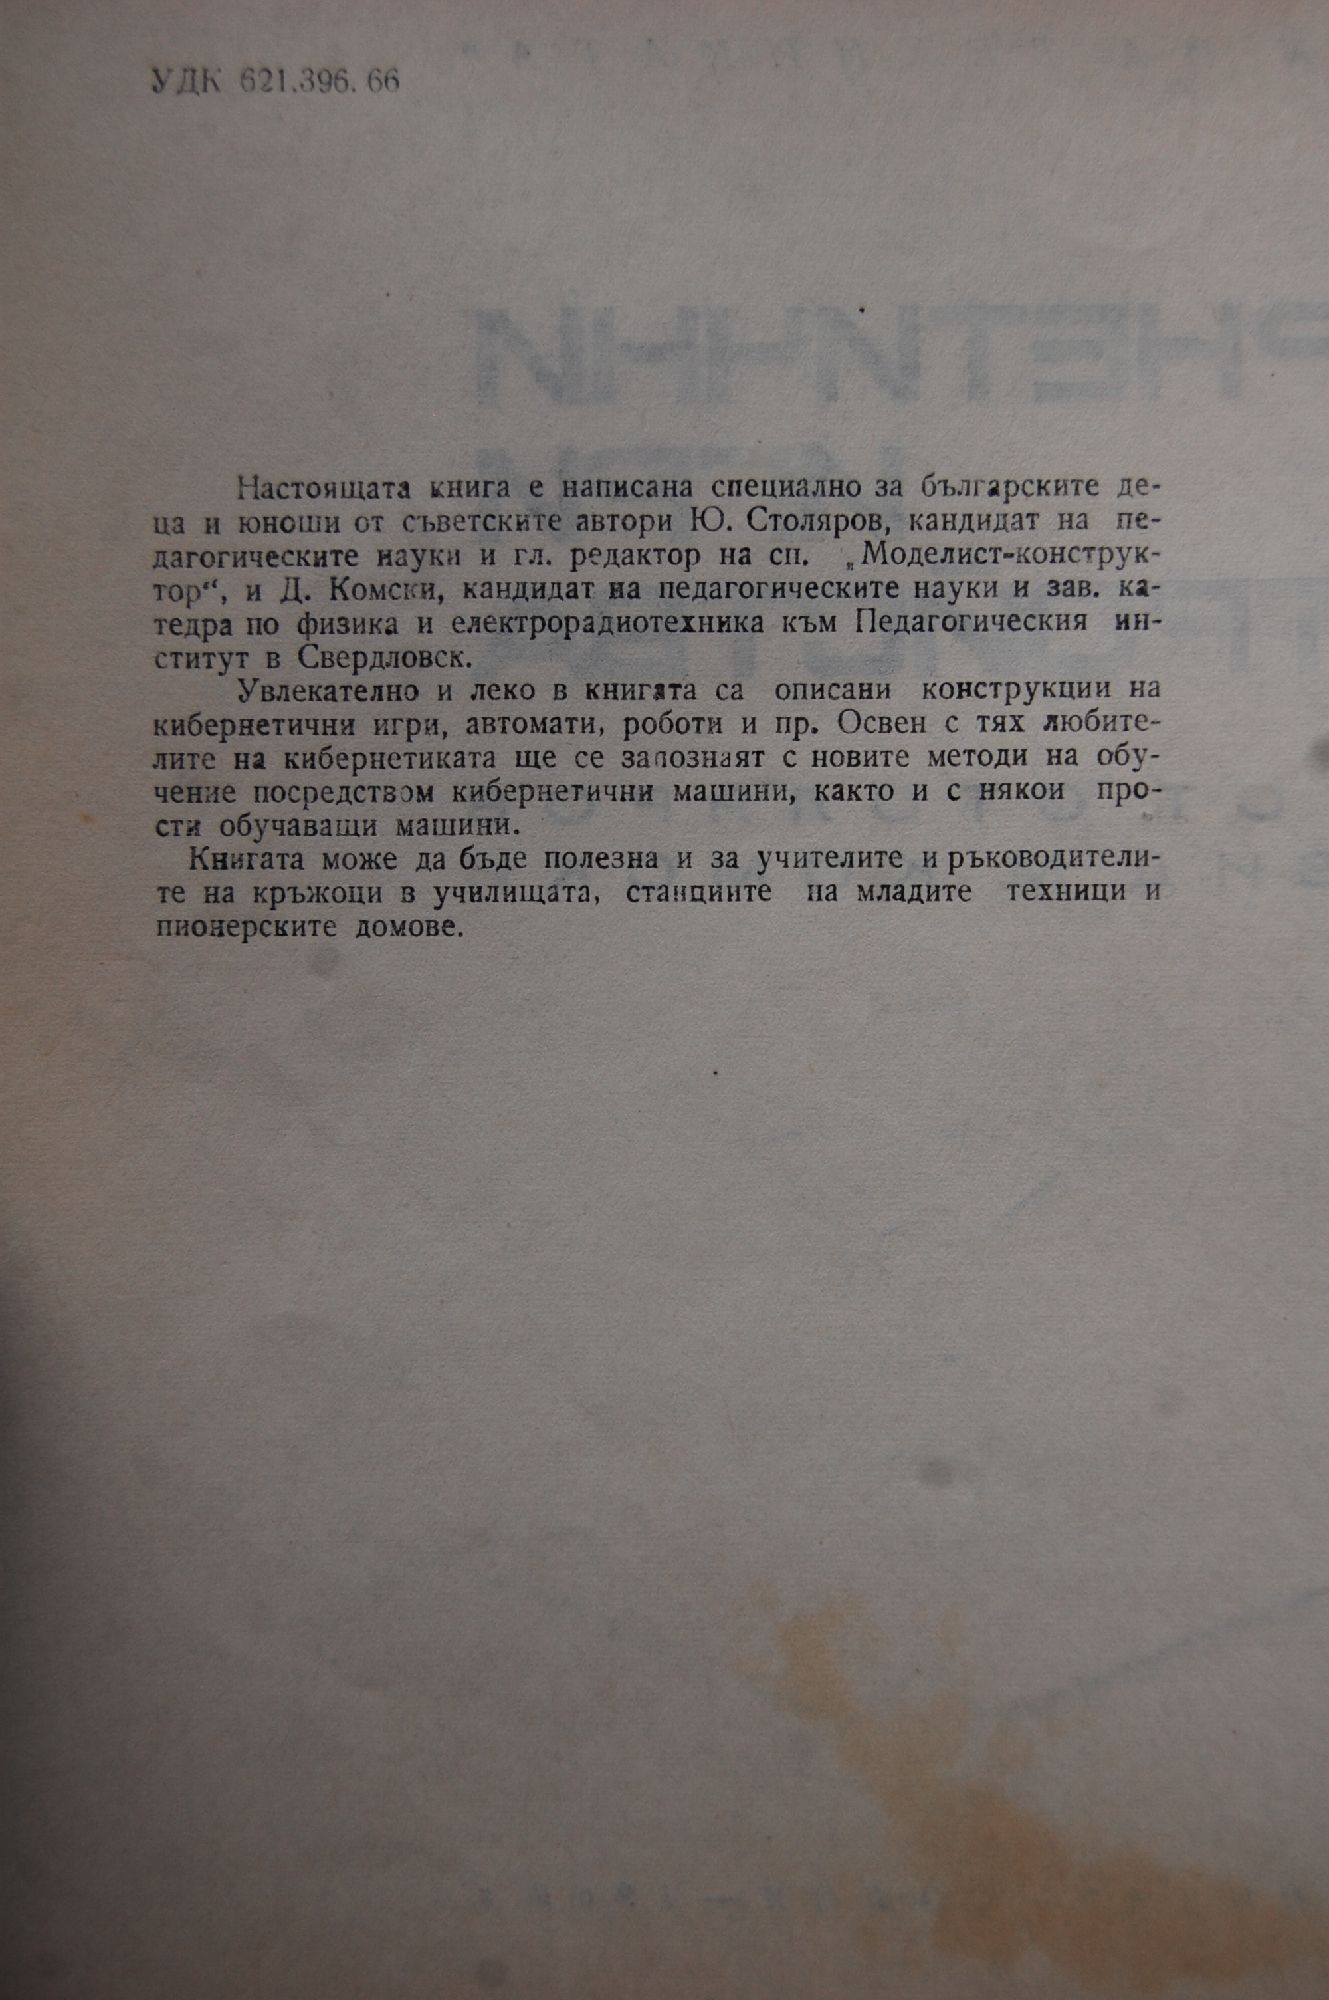 УДК 621.396.66
Настоящата книга е написана специално за българските де-
ца и юноши от съветските автори Ю. Столяров, кандидат на пе-
дагогическите науки и гл. редактор на сп. „Моделист-конструк-
тор“, и Д. Комски, кандидат на педагогическите науки и зав. ка-
тедра по физика и електрорадиотехника към Педагогическия ин-
ститут в Свердловск.
Увлекателно и леко в книгата са описани конструкции на
кибернетични игри, автомати, роботи и пр. Освен с тях любите-
лите на кибернетиката ще се запознаят с новите методи на обу-
чение посредством кибернетични машини, както и с някои про-
сти обучаващи машини.
Книгата може да бъде полезна и за учителите и ръководители-
те на кръжоци в училищата, станциите на младите техници и
пионерските домове.